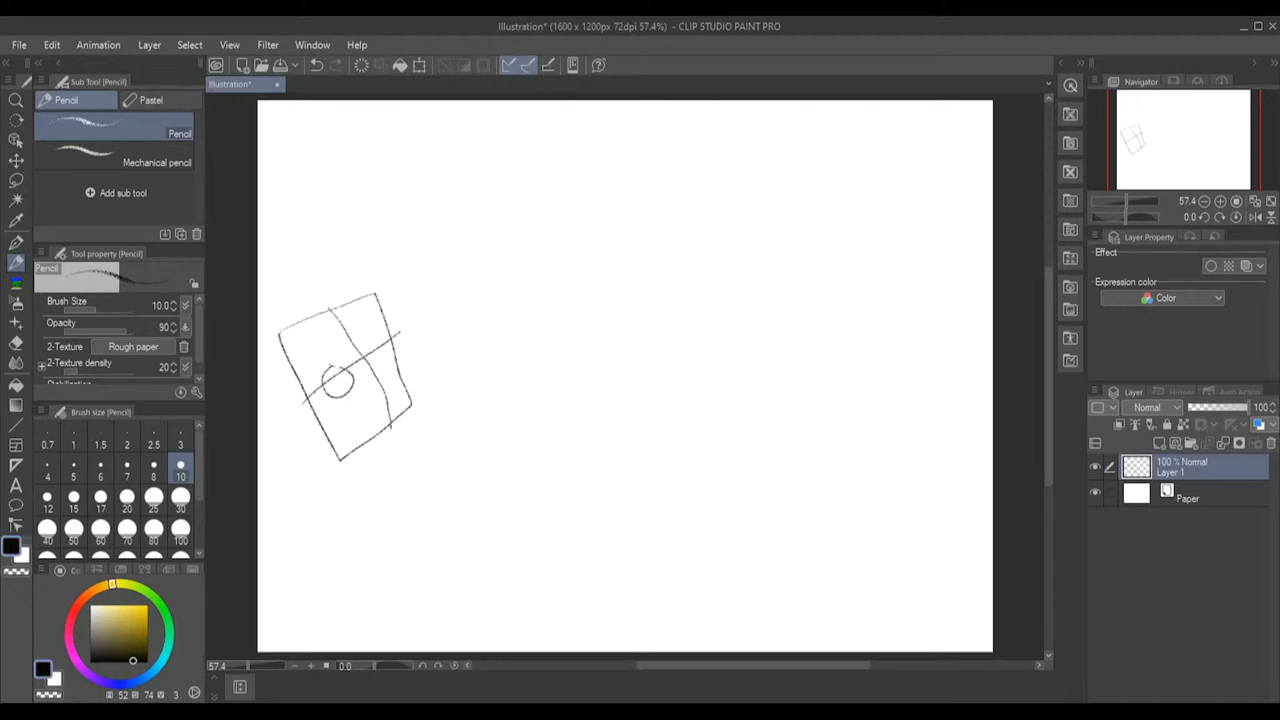 Illustration* (1600 x 1200px 72dpi 57.4%) - CLIP STUDIO PAINT PRO
File Edit Animation Layer Select View Filter Window Help
Sub Tool [Pencil]
Illustration*
Navigator
Pencil Pastel
Pencil
Mechanical pencil
Add sub tool
57.4
0.0
Layer Property
Tool property [Pencil]
Effect
Pencil
Expression color
Color
Brush Size 10.0
Opacity 90
2-Texture Rough paper
2-Texture density 20
Layer History Auto Action
Normal 100
Brush size [Pencil]
0.7 1 1.5 2 2.5 3
4 5 6 7 8 10
12 15 17 20 25 30
40 50 60 70 80 100
100 % Normal
Layer 1
Paper
57.4 0.0
52 74 3